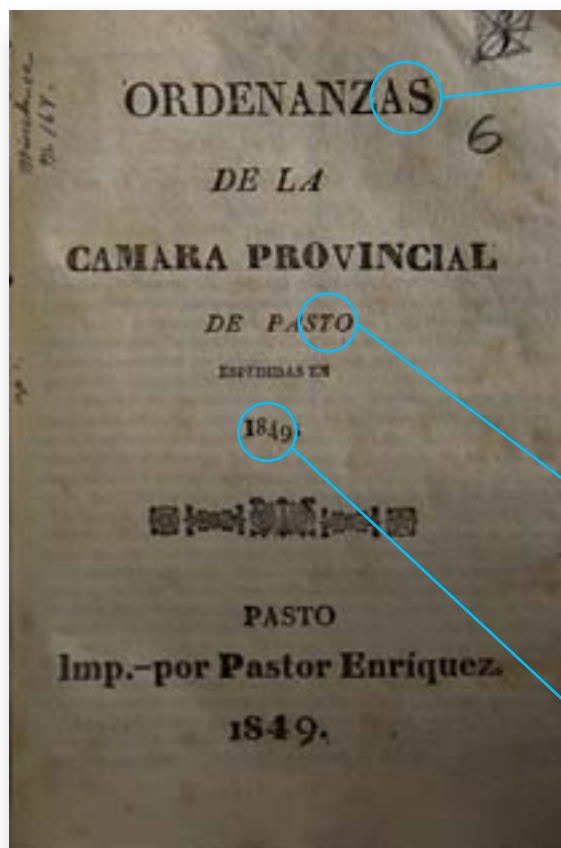 ORDENANZAS
6
DE LA
CAMARA PROVINCIAL
DE PASTO
ESPEDIDAS EN
1849.
PASTO
Imp.-por Pastor Enríquez.
1849.